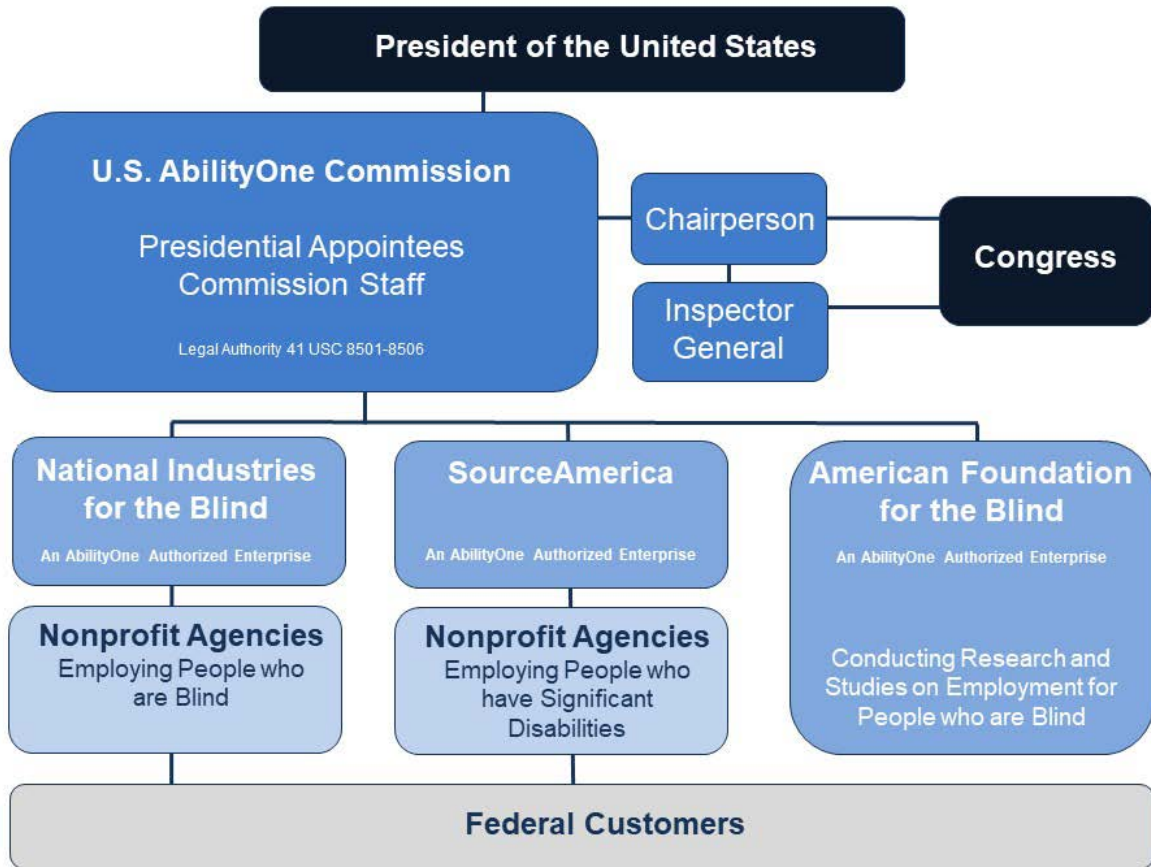 President of the United States
U.S. AbilityOne Commission
Presidential Appointees
Commission Staff
Legal Authority 41 USC 8501-8506
Chairperson
Inspector
General
Congress
National Industries
for the Blind
An AbilityOne Authorized Enterprise
SourceAmerica
An AbilityOne Authorized Enterprise
American Foundation
for the Blind
An AbilityOne Authorized Enterprise
Conducting Research and
Studies on Employment for
People who are Blind
Nonprofit Agencies
Employing People who
are Blind
Nonprofit Agencies
Employing People who
have Significant
Disabilities
Federal Customers